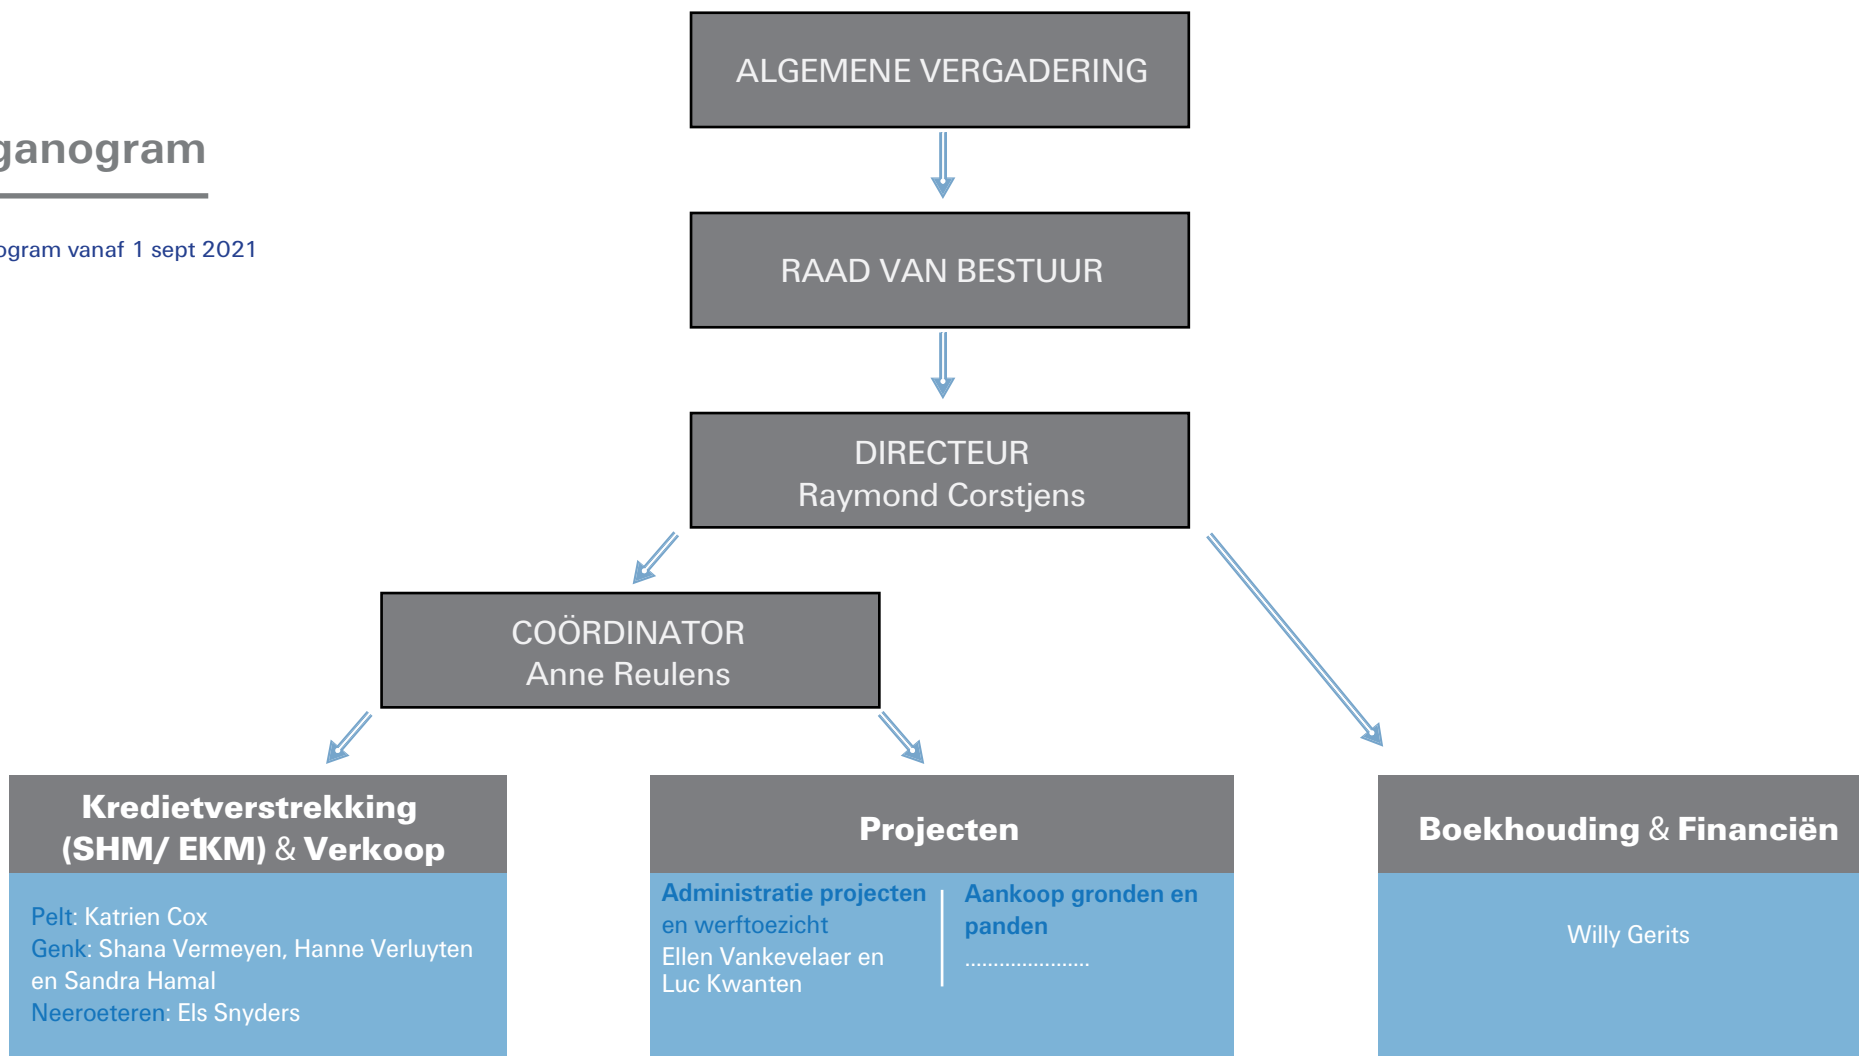 ALGEMENE VERGADERING
ganogram
ogram vanaf 1 sept 2021
RAAD VAN BESTUUR
DIRECTEUR
Raymond Corstjens
COÖRDINATOR
Anne Reulens
Kredietverstrekking
(SHM/ EKM) & Verkoop
Pelt: Katrien Cox
Genk: Shana Vermeyen, Hanne Verluyten
en Sandra Hamal
Neeroeteren: Els Snyders
Projecten
Administratie projecten
en werftoezicht
Ellen Vankevelaer en
Luc Kwanten
Aankoop gronden en
panden
......................
Boekhouding & Financiën
Willy Gerits